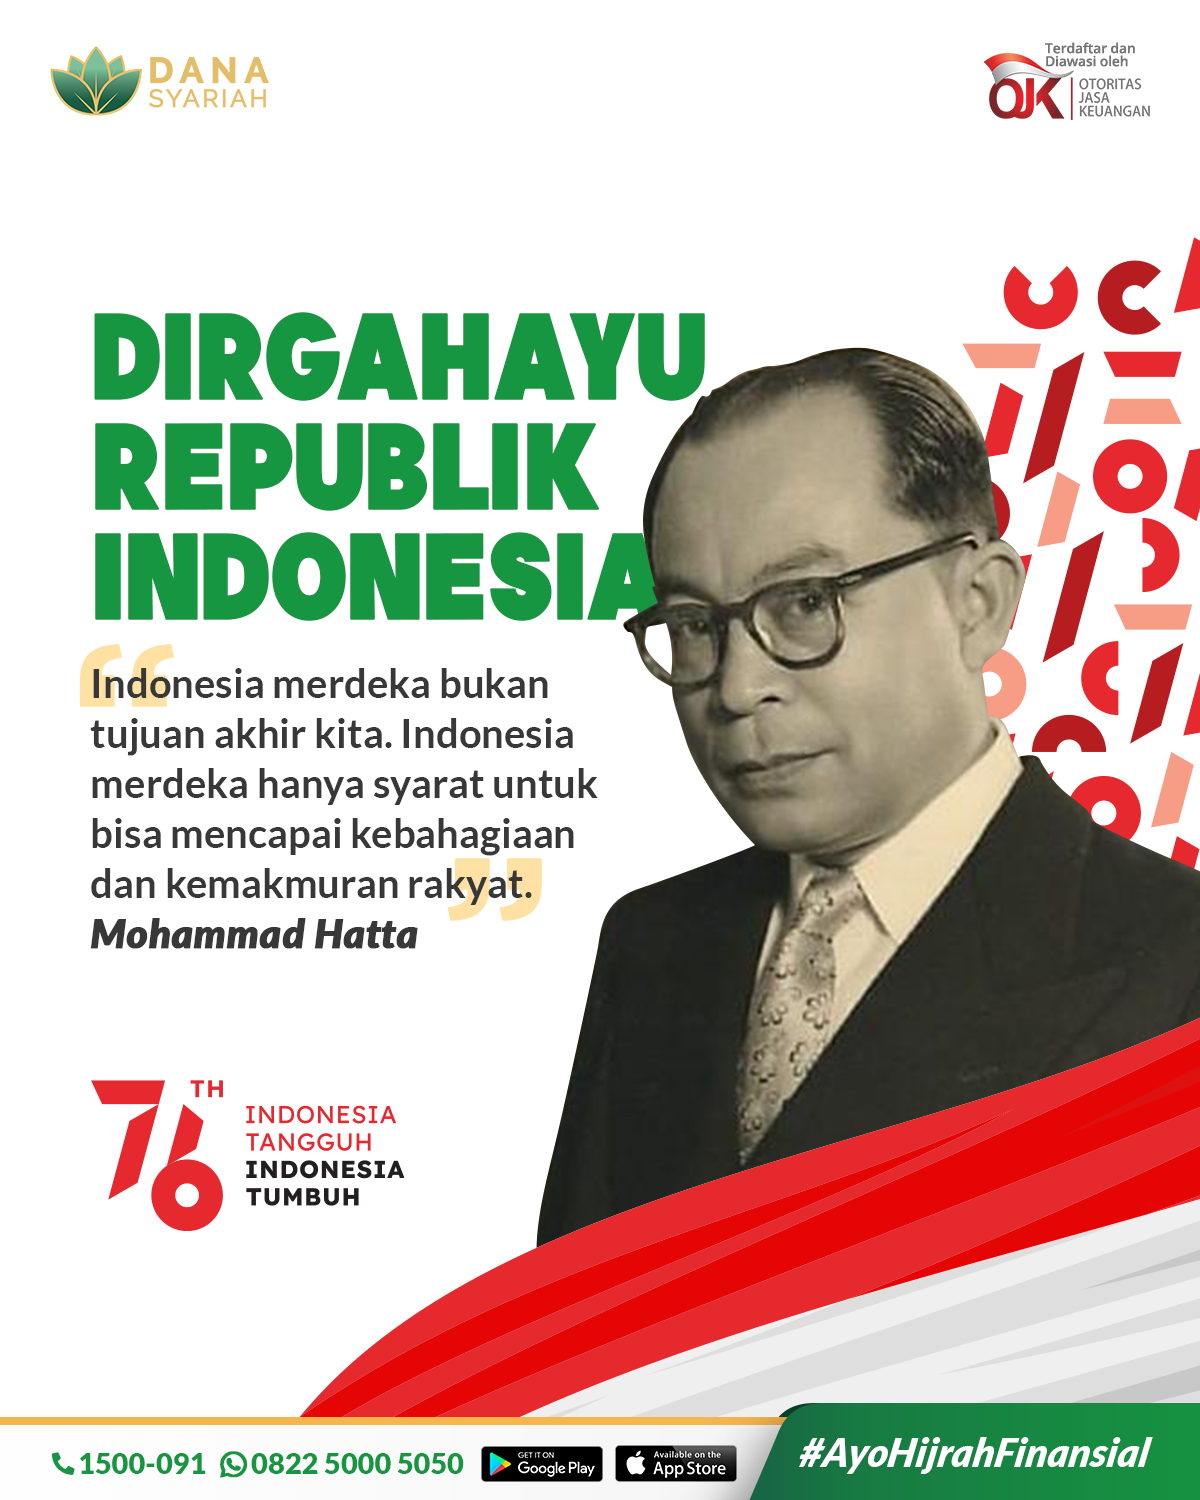 DANA
SYARIAH
Terdaftar dan
Diawasi oleh
OJK
OTORITAS
JASA
KEUANGAN
DIRGAHAYU
REPUBLIK
INDONESIA
“Indonesia merdeka bukan
tujuan akhir kita. Indonesia
merdeka hanya syarat untuk
bisa mencapai kebahagiaan
dan kemakmuran rakyat.”
Mohammad Hatta
76TH
INDONESIA
TANGGUH
INDONESIA
TUMBUH
1500-091 0822 5000 5050
GET IT ON
Google Play
Available on the
App Store
#AyoHijrahFinansial